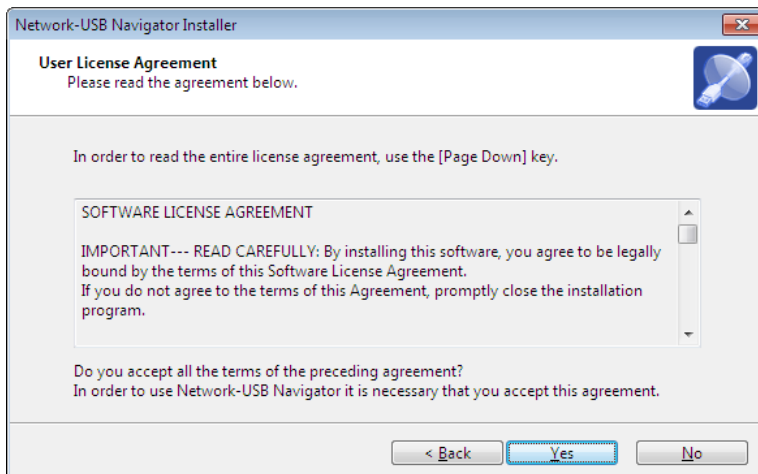 Network-USB Navigator Installer
User License Agreement
Please read the agreement below.
In order to read the entire license agreement, use the [Page Down] key.
SOFTWARE LICENSE AGREEMENT
IMPORTANT--- READ CAREFULLY: By installing this software, you agree to be legally
bound by the terms of this Software License Agreement.
If you do not agree to the terms of this Agreement, promptly close the installation
program.
Do you accept all the terms of the preceding agreement?
In order to use Network-USB Navigator it is necessary that you accept this agreement.
< Back Yes No